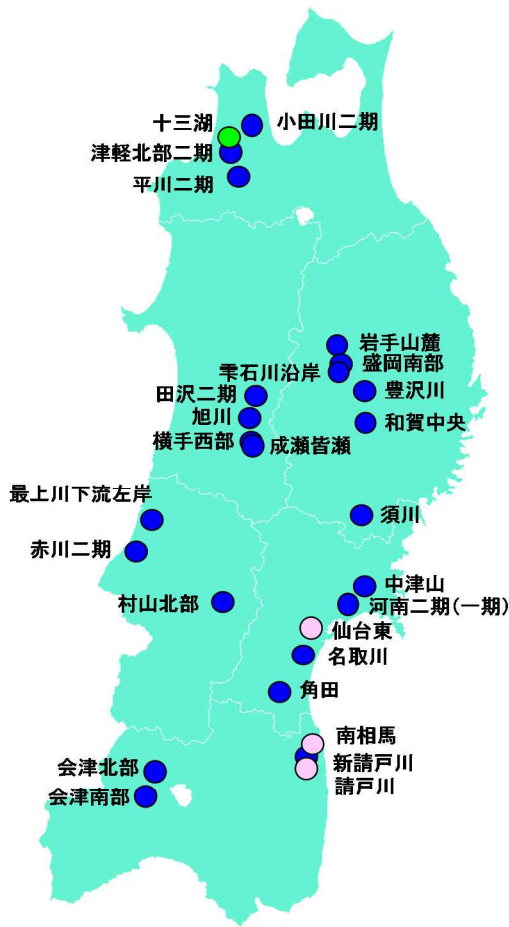 十三湖
小田川二期
津軽北部二期
平川二期
岩手山麓
盛岡南部
雫石川沿岸
田沢二期
豊沢川
旭川
和賀中央
横手西部
成瀬皆瀬
最上川下流左岸
須川
赤川二期
中津山
村山北部
河南二期(一期)
仙台東
名取川
角田
南相馬
会津北部
新請戸川
請戸川
会津南部